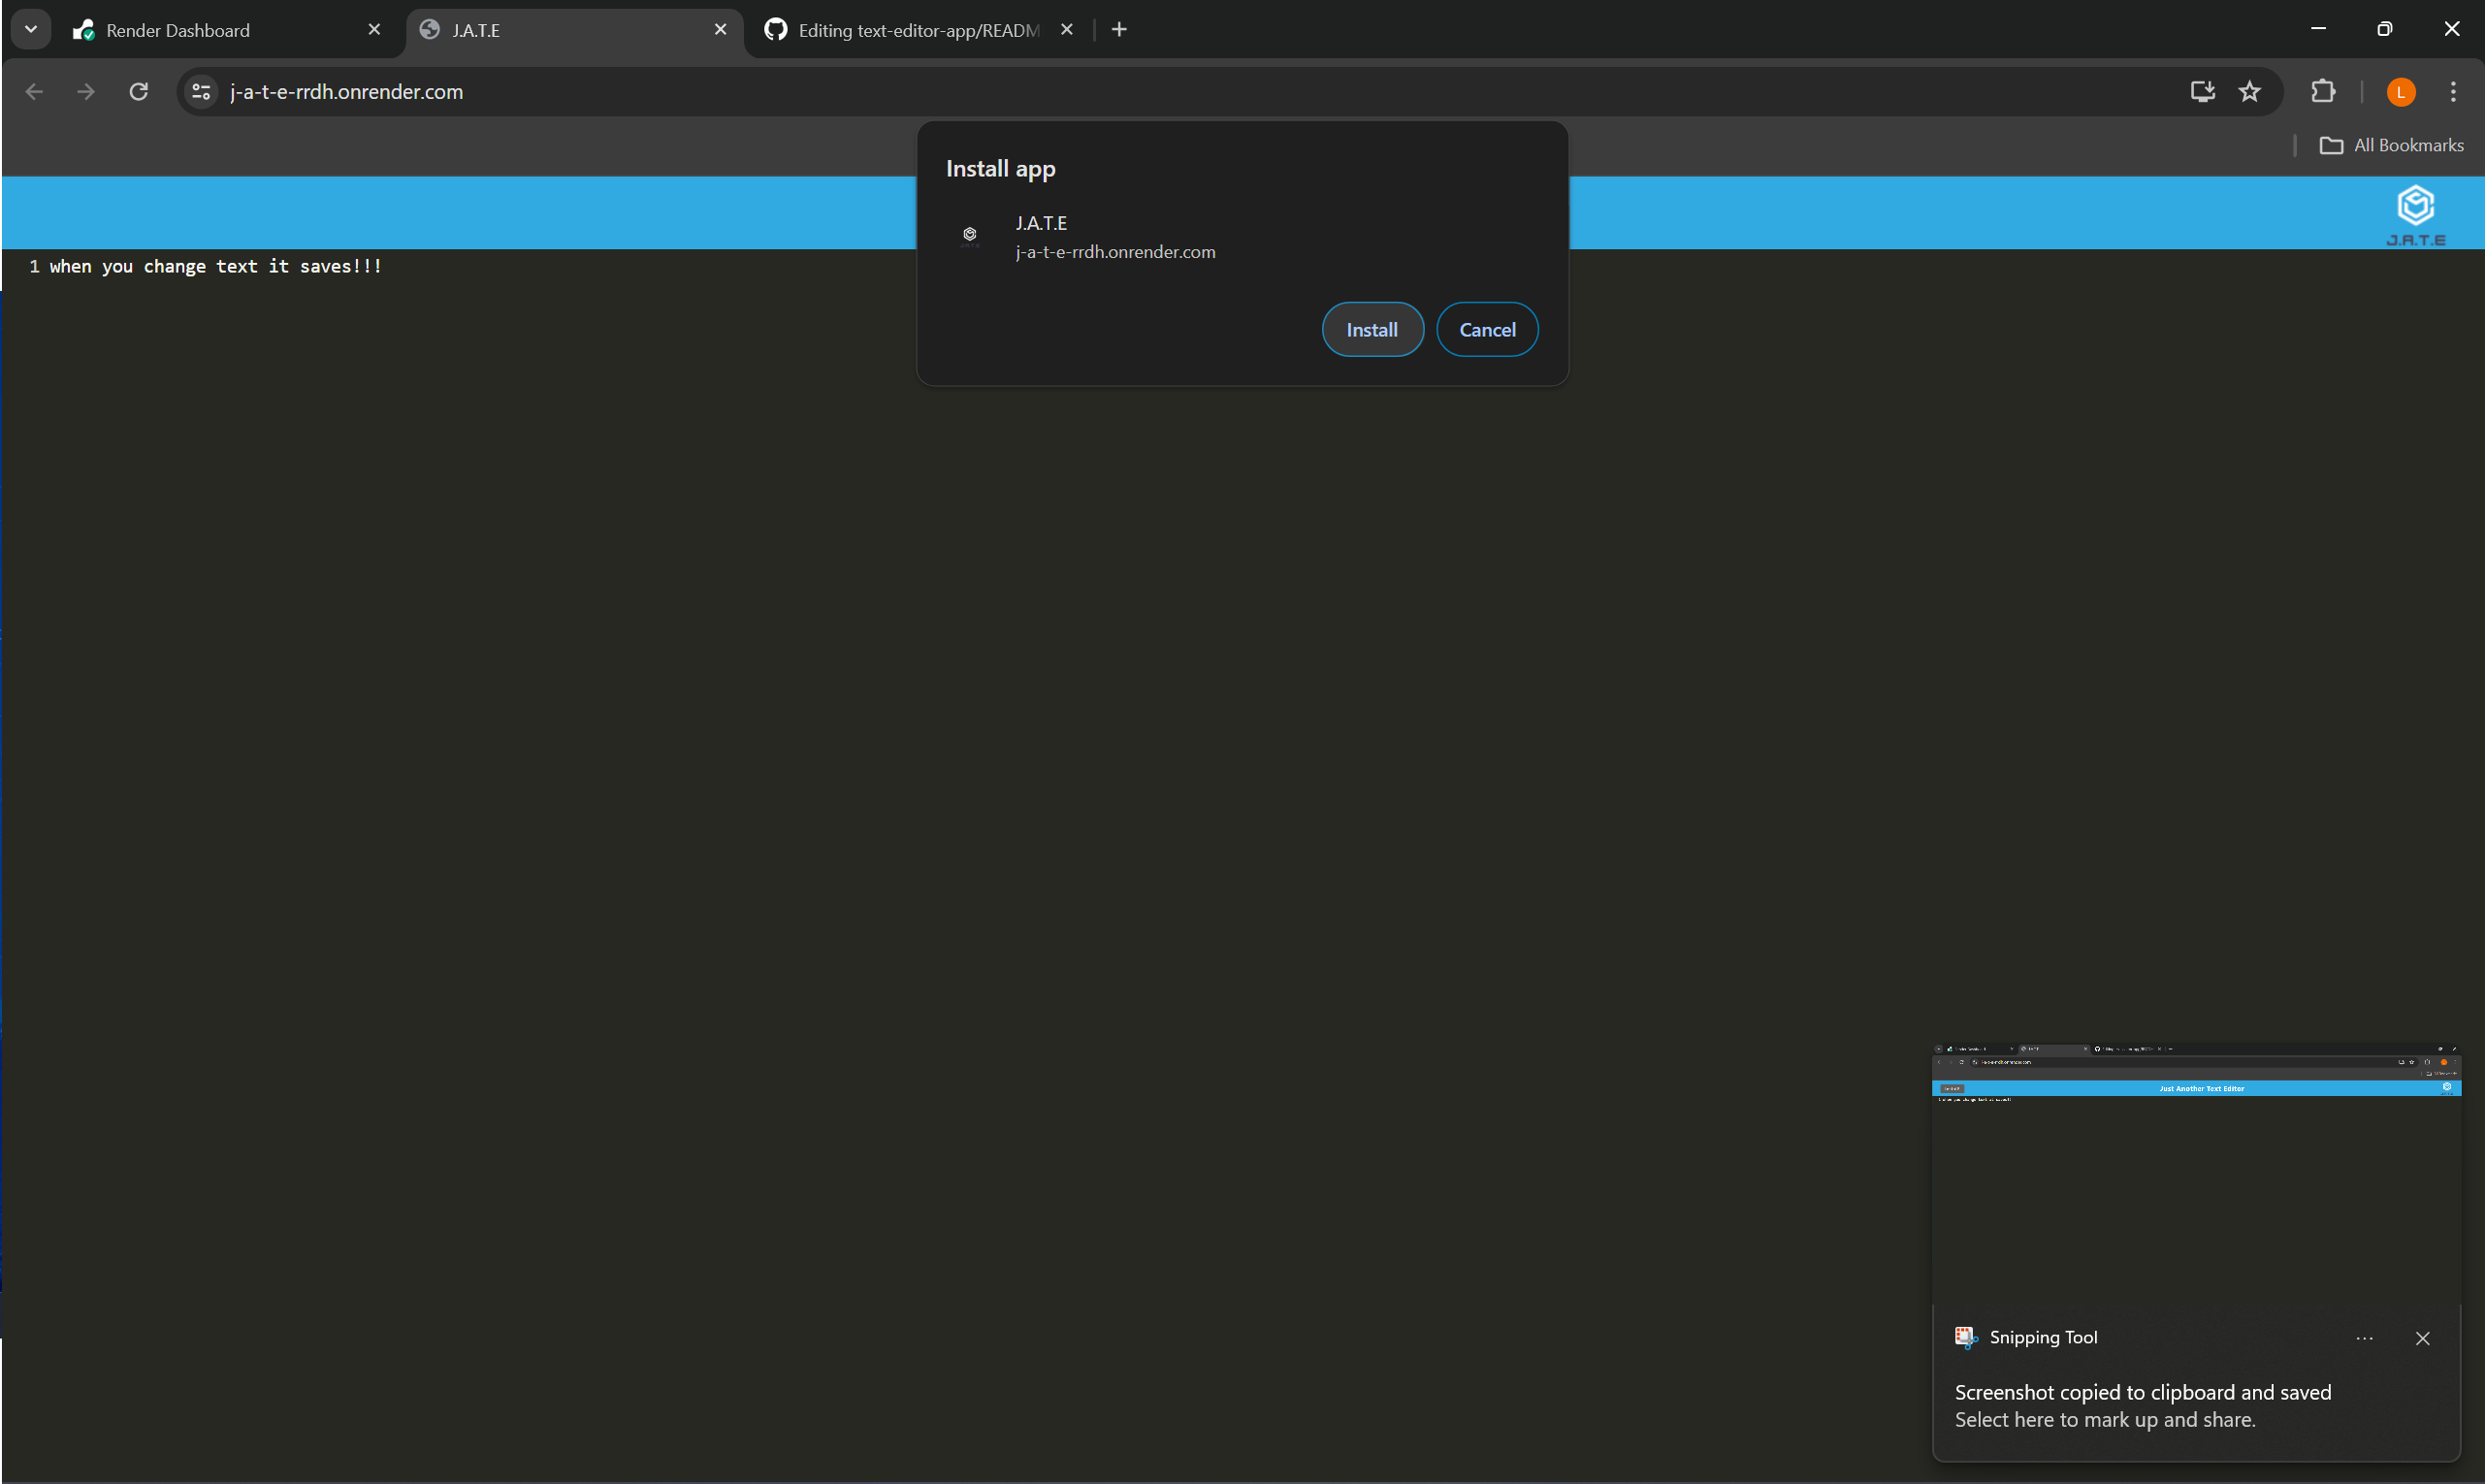 Render Dashboard
J.A.T.E
Editing text-editor-app/READM
j-a-t-e-rrdh.onrender.com
L
All Bookmarks
Install app
J.A.T.E
j-a-t-e-rrdh.onrender.com
Install
Cancel
J.A.T.E
1 when you change text it saves!!!
Just Another Text Editor
Snipping Tool
Screenshot copied to clipboard and saved
Select here to mark up and share.